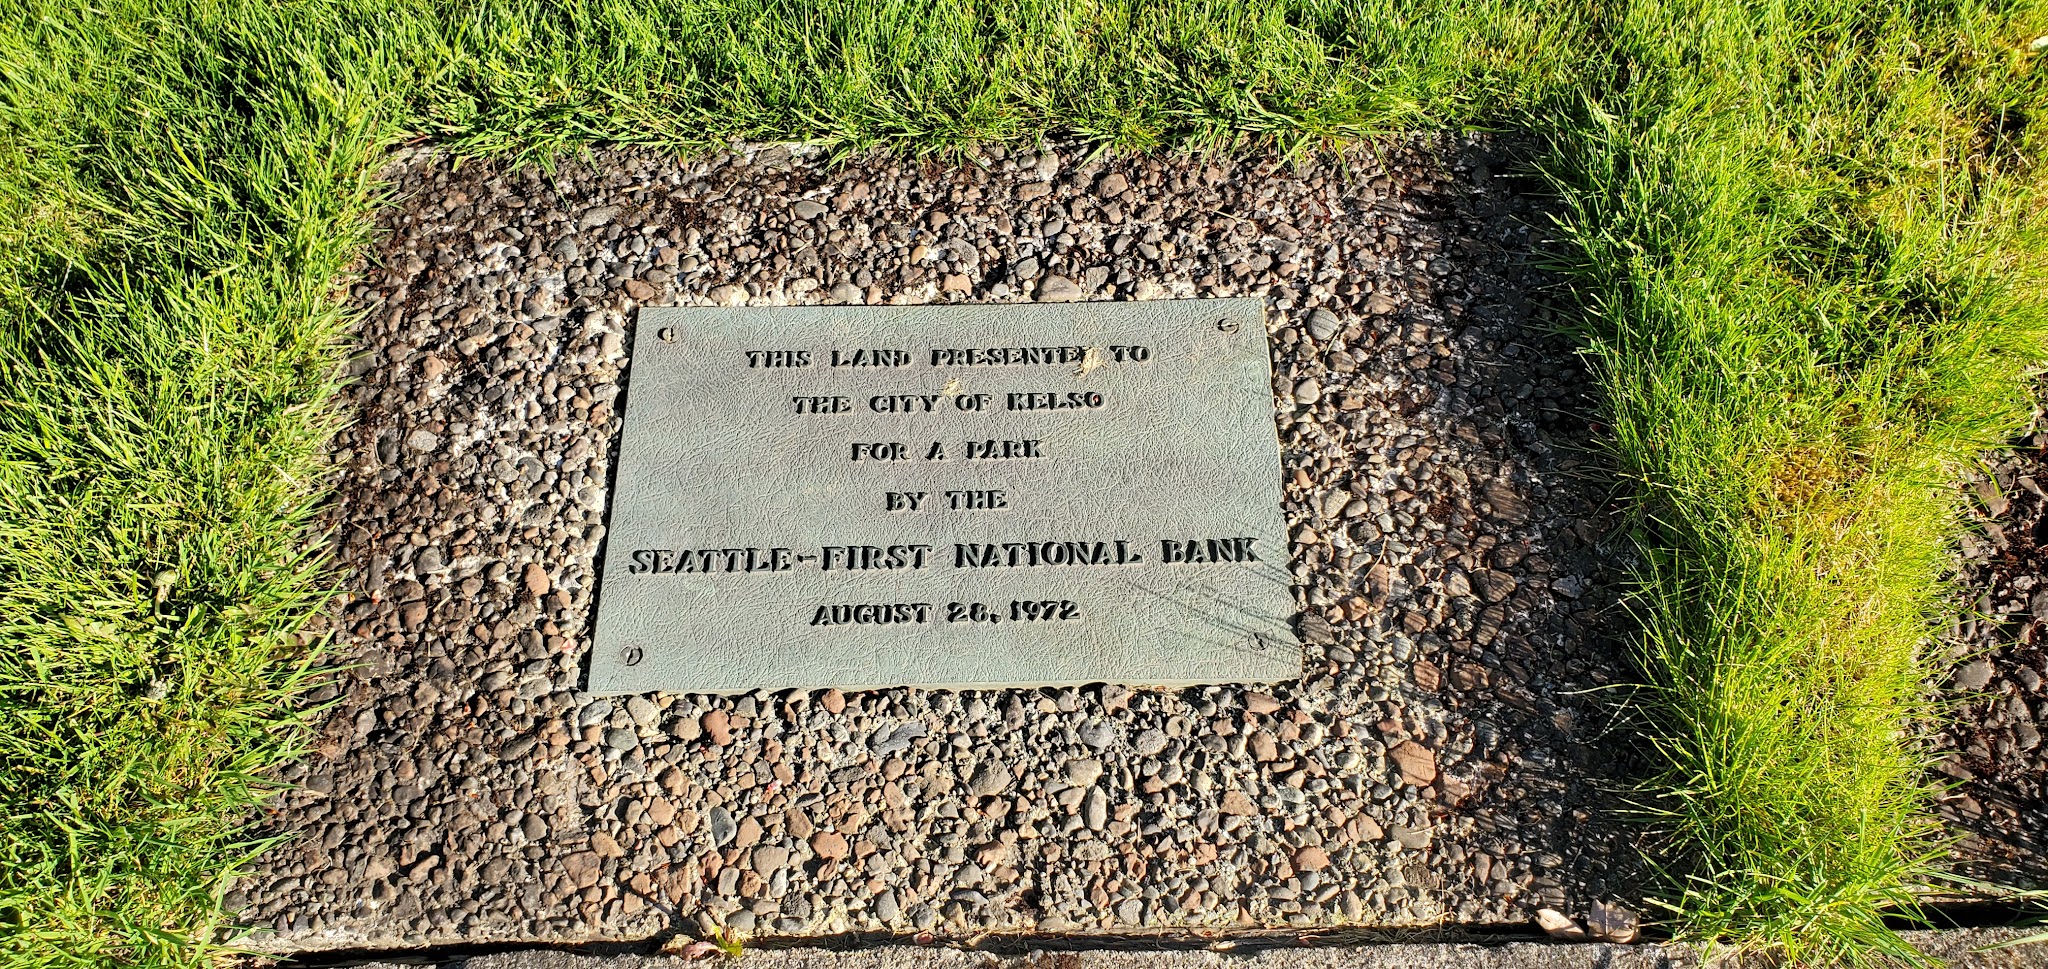 THIS LAND PRESENTED TO
THE CITY OF KELSO
FOR A PARK
BY THE
SEATTLE-FIRST NATIONAL BANK
AUGUST 28, 1972